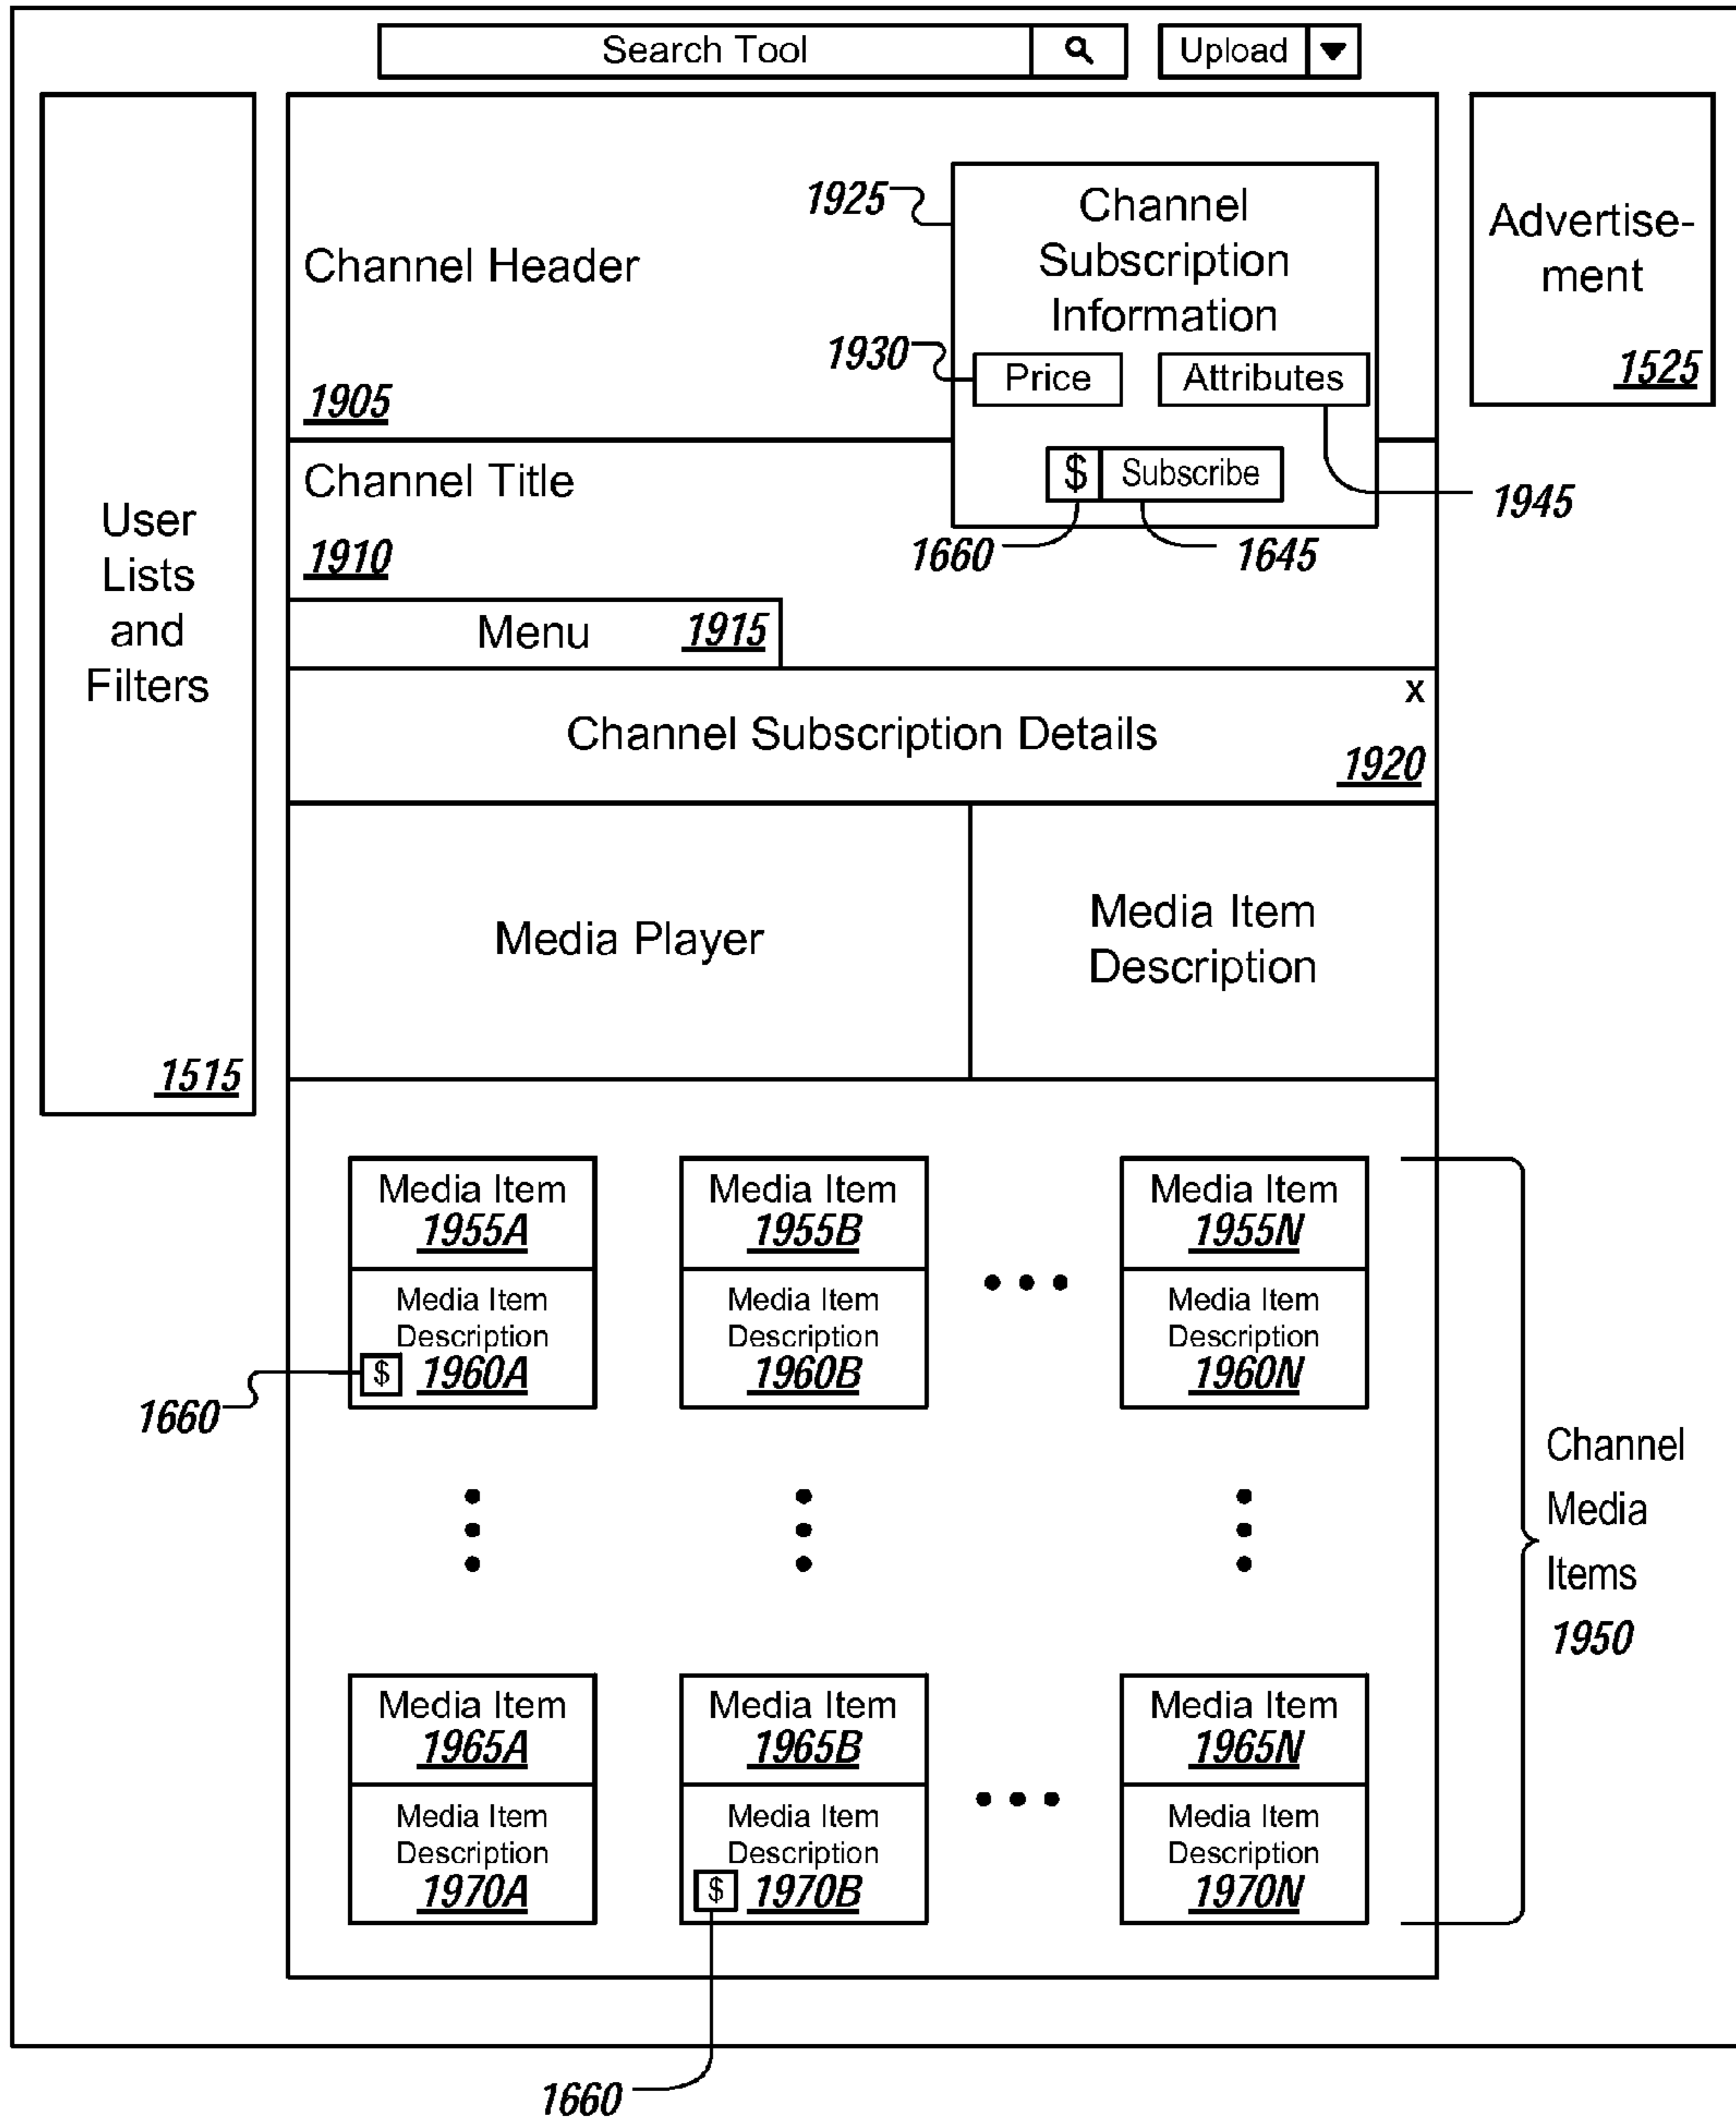 Search Tool
Upload
User
Lists
and
Filters
1515
Channel Header
1905
1925
Channel
Subscription
Information
1930
Price
Attributes
$
Subscribe
1660
1645
1945
Advertise-
ment
1525
Channel Title
1910
Menu
1915
x
Channel Subscription Details
1920
Media Player
Media Item
Description
Media Item
1955A
Media Item
Description
$
1960A
1660
Media Item
1955B
Media Item
Description
1960B
Media Item
1955N
Media Item
Description
1960N
Channel
Media
Items
1950
Media Item
1965A
Media Item
Description
1970A
Media Item
1965B
Media Item
Description
$
1970B
1660
Media Item
1965N
Media Item
Description
1970N